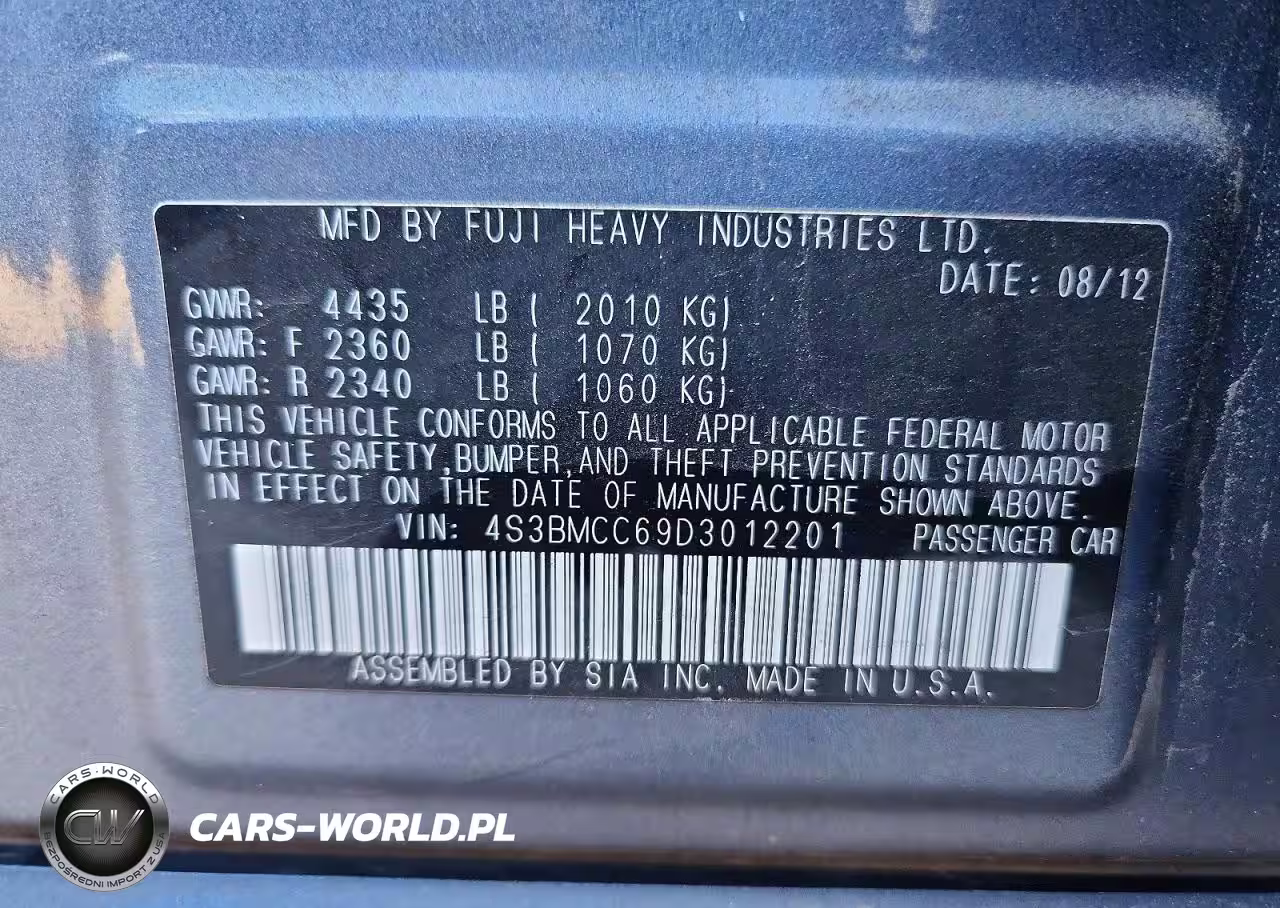 MFD BY FUJI HEAVY INDUSTRIES LTD.
DATE: 08/12
GVWR: 4435 LB ( 2010 KG)
GAWR: F 2360 LB ( 1070 KG)
GAWR: R 2340 LB ( 1060 KG)
THIS VEHICLE CONFORMS TO ALL APPLICABLE FEDERAL MOTOR
VEHICLE SAFETY,BUMPER,AND THEFT PREVENTION STANDARDS
IN EFFECT ON THE DATE OF MANUFACTURE SHOWN ABOVE.
VIN: 4S3BMCC69D3012201 PASSENGER CAR
ASSEMBLED BY SIA INC. MADE IN U.S.A.
CARS·WORLD
CW
BEZPOŚREDNI IMPORT Z USA
CARS-WORLD.PL